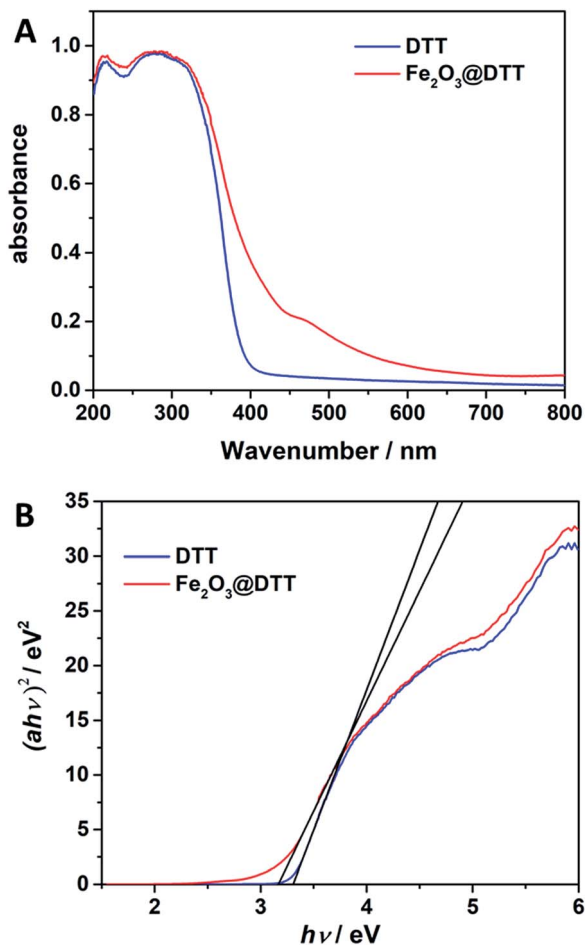 A
DTT
Fe₂O₃@DTT
absorbance
1.0
0.8
0.6
0.4
0.2
0.0
200 300 400 500 600 700 800
Wavenumber / nm
B
DTT
Fe₂O₃@DTT
(ahν)² / eV²
35
30
25
20
15
10
5
0
2 3 4 5 6
hν / eV